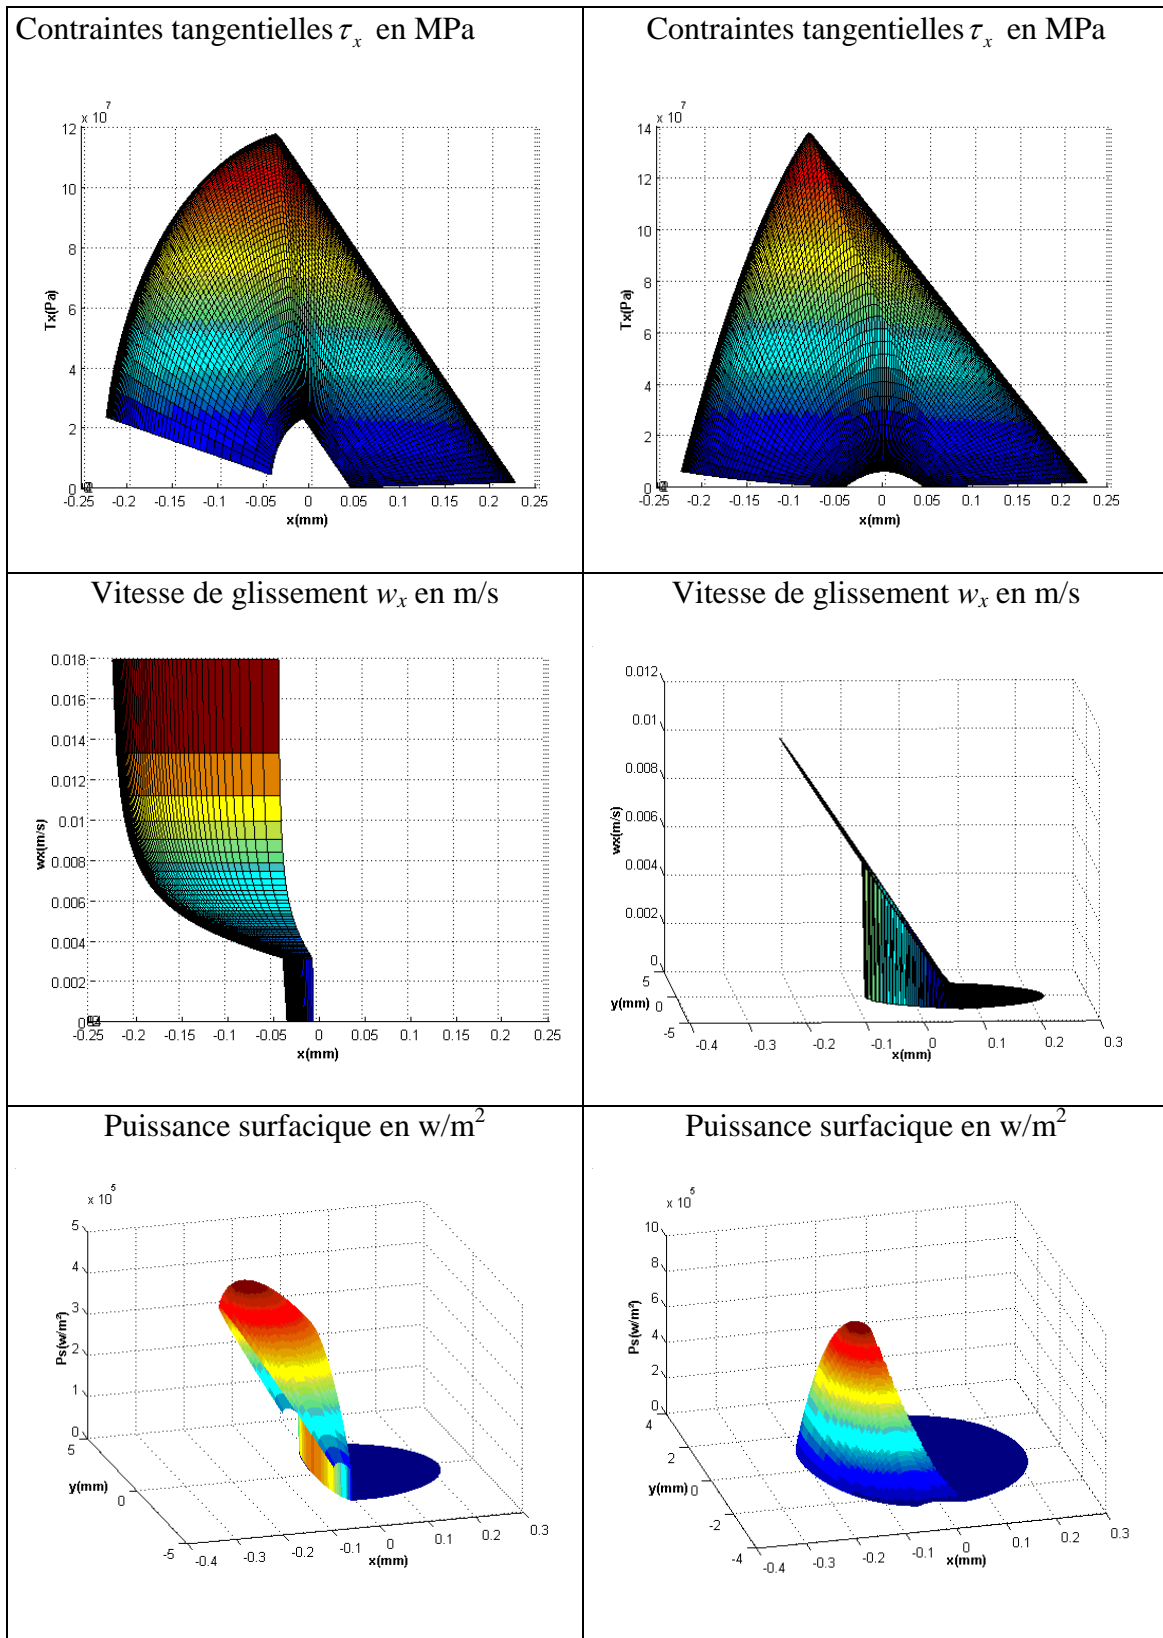 Contraintes tangentielles τx en MPa
Contraintes tangentielles τx en MPa
x 10^7
12
10
8
6
4
2
0
Tx(Pa)
-0.25 -0.2 -0.15 -0.1 -0.05 0 0.05 0.1 0.15 0.2 0.25
x(mm)
x 10^7
14
12
10
8
6
4
2
0
Tx(Pa)
-0.25 -0.2 -0.15 -0.1 -0.05 0 0.05 0.1 0.15 0.2 0.25
x(mm)
Vitesse de glissement wx en m/s
Vitesse de glissement wx en m/s
0.018
0.016
0.014
0.012
0.01
0.008
0.006
0.004
0.002
wx(m/s)
-0.25 -0.2 -0.15 -0.1 -0.05 0 0.05 0.1 0.15 0.2 0.25
x(mm)
0.012
0.01
0.008
0.006
0.004
0.002
0
wx(m/s)
5
0
-5
y(mm)
-0.4 -0.3 -0.2 -0.1 0 0.1 0.2 0.3
x(mm)
Puissance surfacique en w/m²
Puissance surfacique en w/m²
x 10^5
5
4
3
2
1
0
Ps(w/m²)
5
0
-5
y(mm)
-0.4 -0.3 -0.2 -0.1 0 0.1 0.2 0.3
x(mm)
x 10^5
10
8
6
4
2
0
Ps(w/m²)
4
2
0
-2
-4
y(mm)
-0.4 -0.3 -0.2 -0.1 0 0.1 0.2 0.3
x(mm)